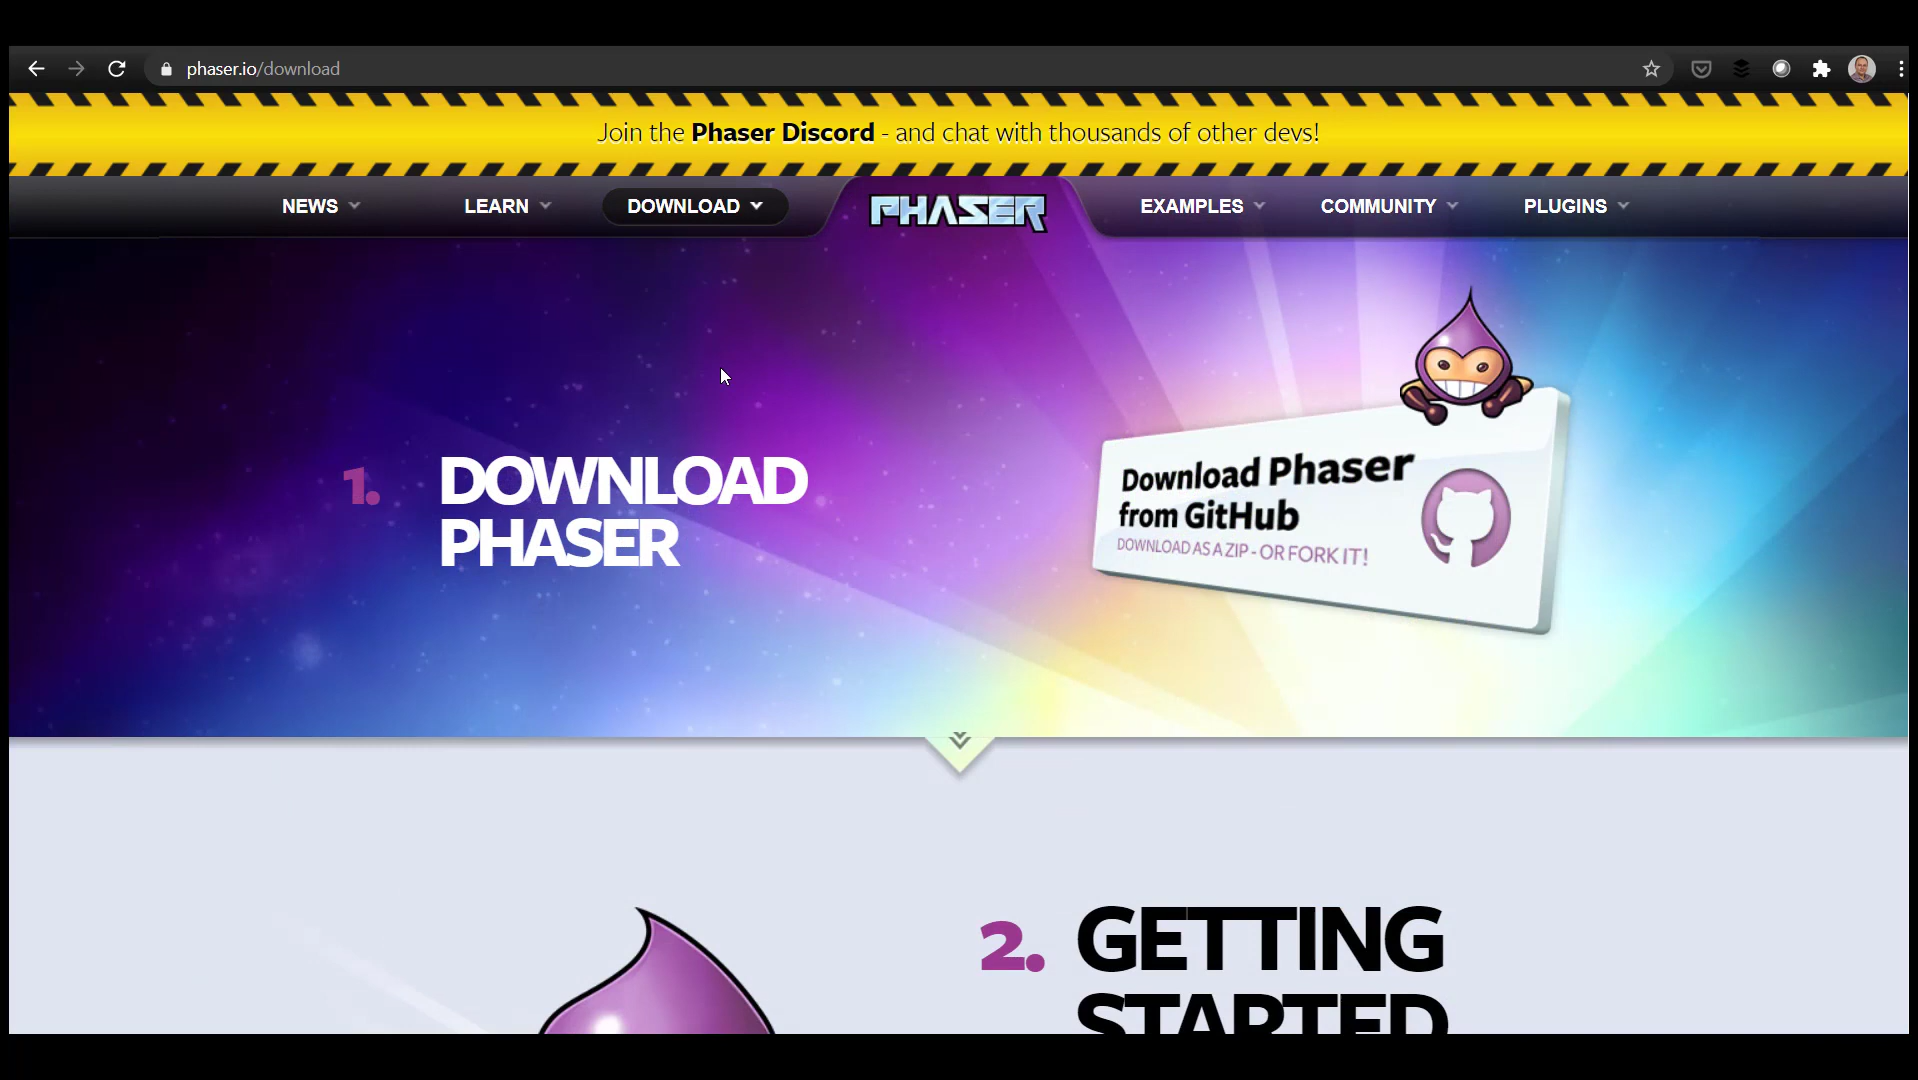 phaser.io/download
Join the Phaser Discord - and chat with thousands of other devs!
NEWS
LEARN
DOWNLOAD
PHASER
EXAMPLES
COMMUNITY
PLUGINS
1.
DOWNLOAD
PHASER
Download Phaser
from GitHub
DOWNLOAD AS A ZIP - OR FORK IT!
2.
GETTING
STARTED